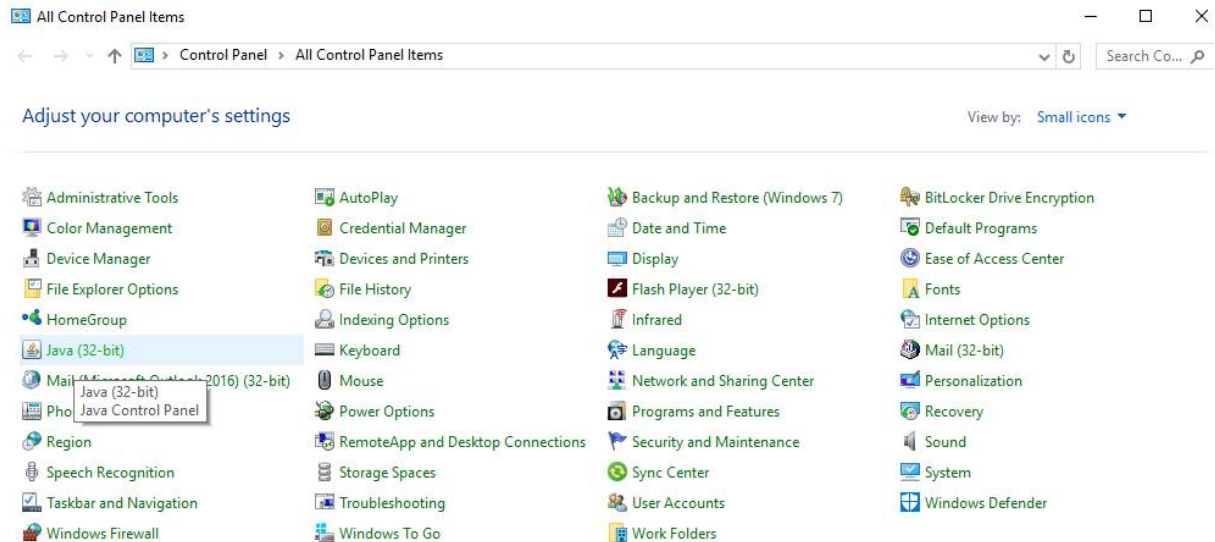 All Control Panel Items
Control Panel > All Control Panel Items
Search Co...
Adjust your computer's settings
View by: Small icons
Administrative Tools
AutoPlay
Backup and Restore (Windows 7)
BitLocker Drive Encryption
Color Management
Credential Manager
Date and Time
Default Programs
Device Manager
Devices and Printers
Display
Ease of Access Center
File Explorer Options
File History
Flash Player (32-bit)
Fonts
HomeGroup
Indexing Options
Infrared
Internet Options
Java (32-bit)
Keyboard
Language
Mail (32-bit)
Mail (Microsoft Outlook 2016) (32-bit)
Mouse
Network and Sharing Center
Personalization
Java (32-bit)
Java Control Panel
Pho
Power Options
Programs and Features
Recovery
Region
RemoteApp and Desktop Connections
Security and Maintenance
Sound
Speech Recognition
Storage Spaces
Sync Center
System
Taskbar and Navigation
Troubleshooting
User Accounts
Windows Defender
Windows Firewall
Windows To Go
Work Folders